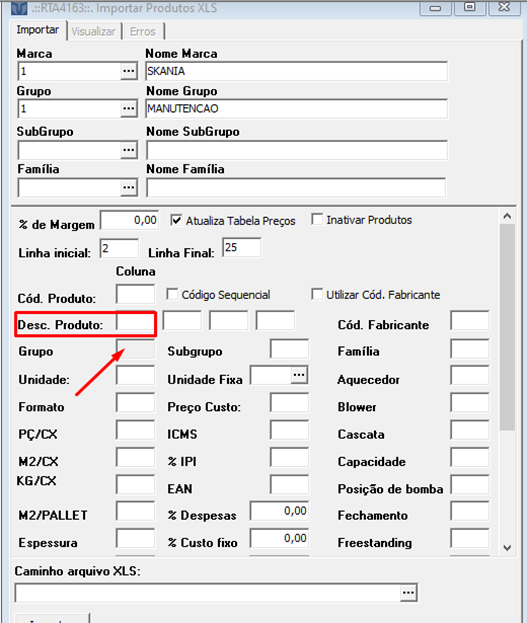 .::RTA4163::. Importar Produtos XLS
Importar Visualizar Erros
Marca Nome Marca
1 ... SKANIA
Grupo Nome Grupo
1 ... MANUTENCAO
SubGrupo Nome SubGrupo
...
Família Nome Família
...
% de Margem 0,00 Atualiza Tabela Preços Inativar Produtos
Linha inicial: 2 Linha Final: 25
Coluna
Cód. Produto: Código Sequencial Utilizar Cód. Fabricante
Desc. Produto: Cód. Fabricante
Grupo Subgrupo Família
Unidade: Unidade Fixa ... Aquecedor
Formato Preço Custo: Blower
PÇ/CX ICMS Cascata
M2/CX % IPI Capacidade
KG/CX EAN Posição de bomba
M2/PALLET % Despesas 0,00 Fechamento
Espessura % Custo fixo 0,00 Freestanding
Caminho arquivo XLS:
...